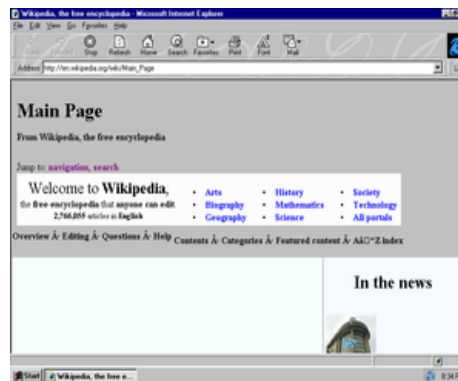 Wikipedia, the free encyclopedia - Microsoft Internet Explorer
File Edit View Go Favorites Help
Stop Refresh Home Search Favorites Print Font Mail
Address http://en.wikipedia.org/wiki/Main_Page
Main Page
From Wikipedia, the free encyclopedia
Jump to: navigation, search
Welcome to Wikipedia,
the free encyclopedia that anyone can edit.
2,766,055 articles in English
• Arts
• Biography
• Geography
• History
• Mathematics
• Science
• Society
• Technology
• All portals
Overview Â· Editing Â· Questions Â· Help
Contents Â· Categories Â· Featured content Â· Aâ□“Z index
In the news
Start Wikipedia, the free e...